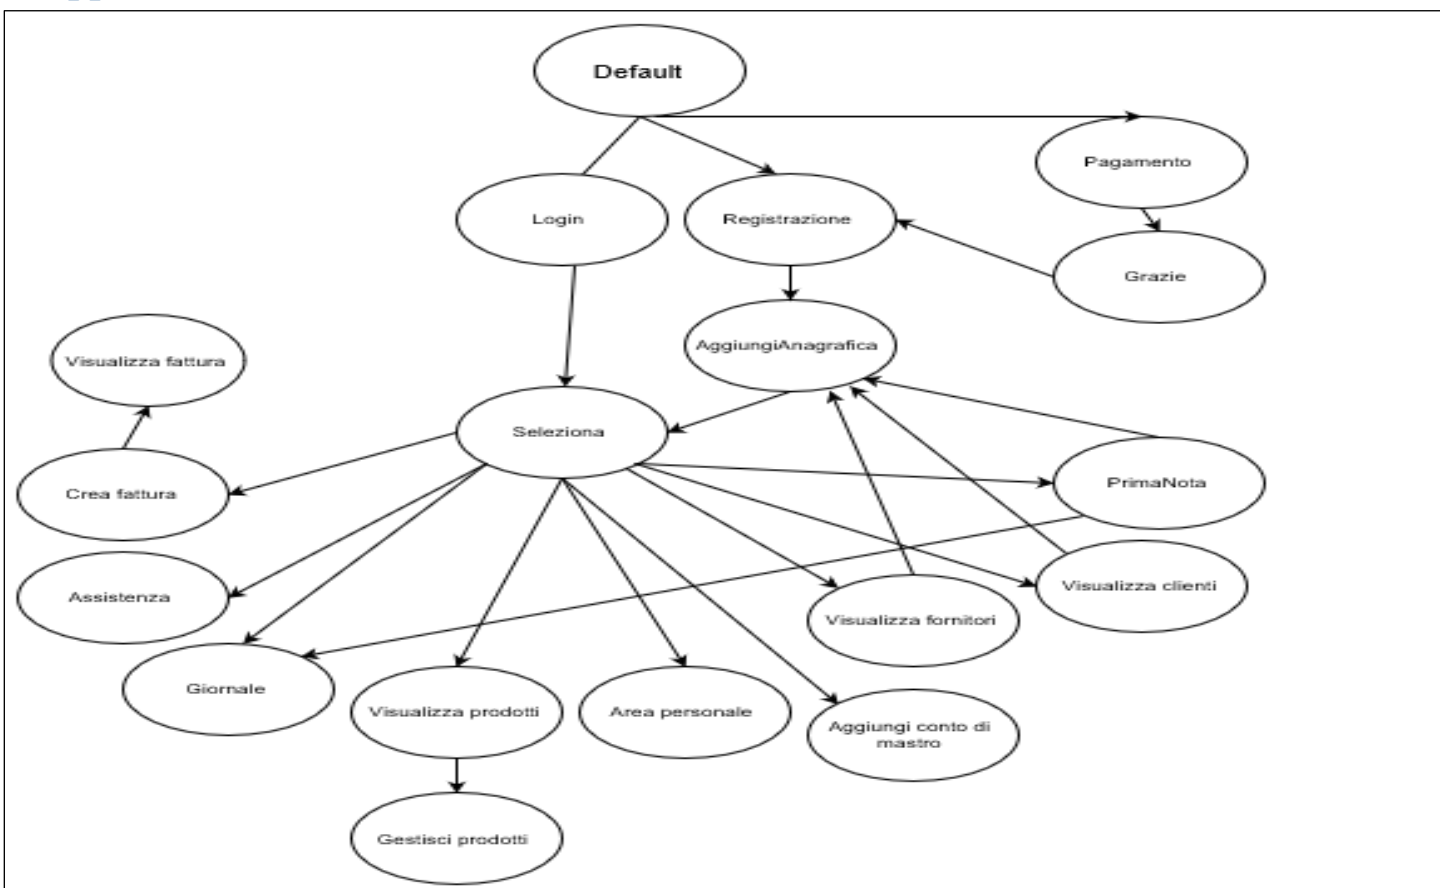 Default
Pagamento
Login
Registrazione
Grazie
AggiungiAnagrafica
Visualizza fattura
Seleziona
PrimaNota
Crea fattura
Visualizza clienti
Assistenza
Visualizza fornitori
Giornale
Visualizza prodotti
Area personale
Aggiungi conto di
mastro
Gestisci prodotti